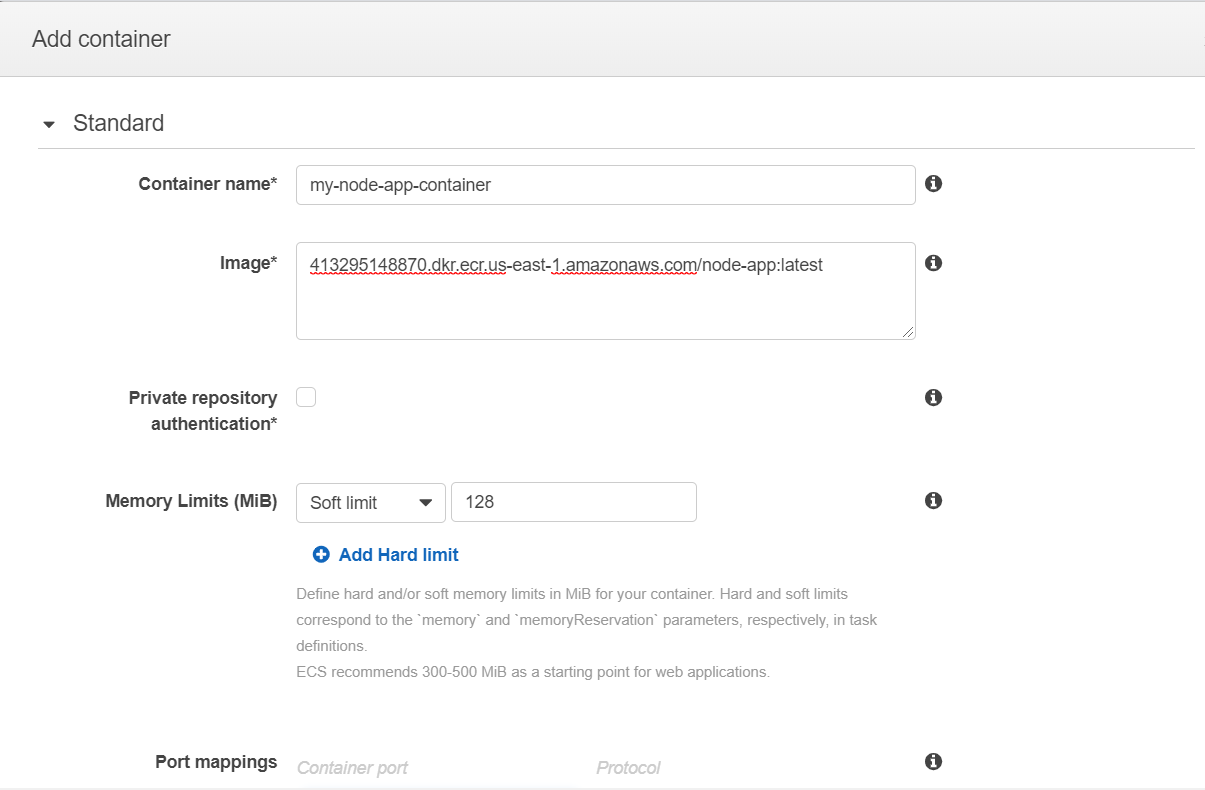 Add container
Standard
Container name*
my-node-app-container
Image*
413295148870.dkr.ecr.us-east-1.amazonaws.com/node-app:latest
Private repository
authentication*
Memory Limits (MiB)
Soft limit
128
Add Hard limit
Define hard and/or soft memory limits in MiB for your container. Hard and soft limits
correspond to the `memory` and `memoryReservation` parameters, respectively, in task
definitions.
ECS recommends 300-500 MiB as a starting point for web applications.
Port mappings
Container port
Protocol